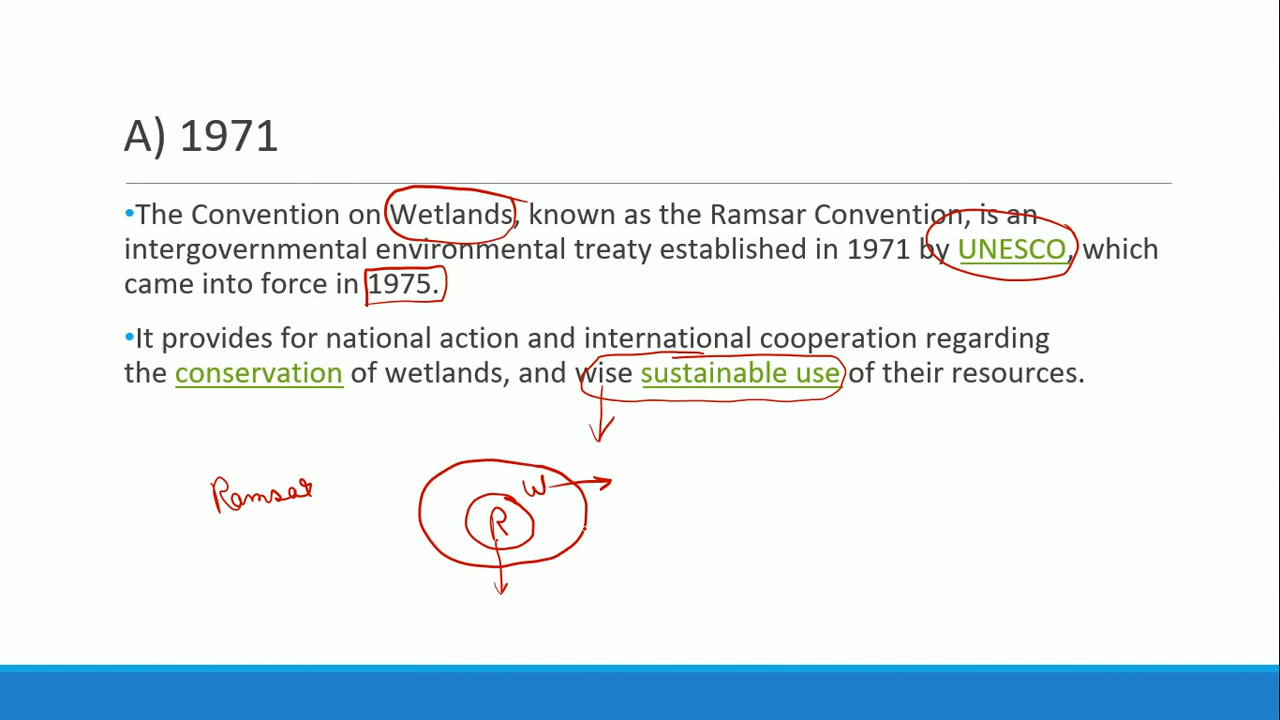 A) 1971
•The Convention on Wetlands, known as the Ramsar Convention, is an
intergovernmental environmental treaty established in 1971 by UNESCO, which
came into force in 1975.
•It provides for national action and international cooperation regarding
the conservation of wetlands, and wise sustainable use of their resources.
Ramsar
W
R